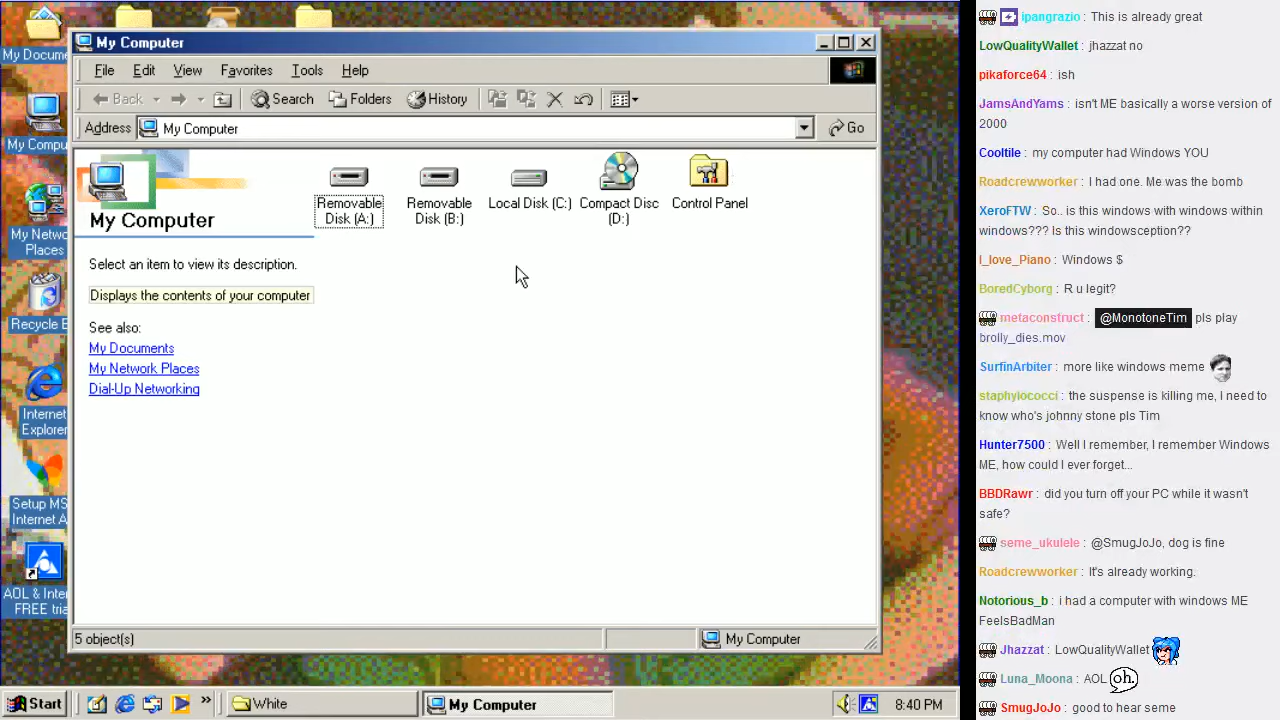 My Docume
My Compu
My Netwo
Places
Recycle B
Internet
Explorer
Setup MS
Internet A
AOL & Inter
FREE tria
My Computer
File Edit View Favorites Tools Help
Back Search Folders History
Address My Computer Go
Removable
Disk (A:)
Removable
Disk (B:)
Local Disk (C:)
Compact Disc
(D:)
Control Panel
My Computer
Select an item to view its description.
Displays the contents of your computer
See also:
My Documents
My Network Places
Dial-Up Networking
5 object(s) My Computer
Start » White My Computer 8:40 PM
ipangrazio : This is already great
LowQualityWallet : jhazzat no
pikaforce64 : ish
JamsAndYams : isn't ME basically a worse version of
2000
Cooltile : my computer had Windows YOU
Roadcrewworker : I had one. Me was the bomb
XeroFTW : So.. is this windows with windows within
windows??? Is this windowsception??
I_love_Piano : Windows $
BoredCyborg : R u legit?
metaconstruct : @MonotoneTim pls play
brolly_dies.mov
SurfinArbiter : more like windows meme
staphylococci : the suspense is killing me, I need to
know who's johnny stone is Tim
Hunter7500 : Well I remember, I remember Windows
ME, how could I ever forget
BBDRawr : did you turn of your PC while it wasn't
safe?
seme_ukulele : @SmugJoJo, dog is fine
Roadcrewworker : It's already working.
Notorious_b : i had a computer with windows ME
FeelsBadMan
Jhazzat : LowQualityWallet
Luna_Moona : AOL oh.
SmugJoJo : good to hear seme